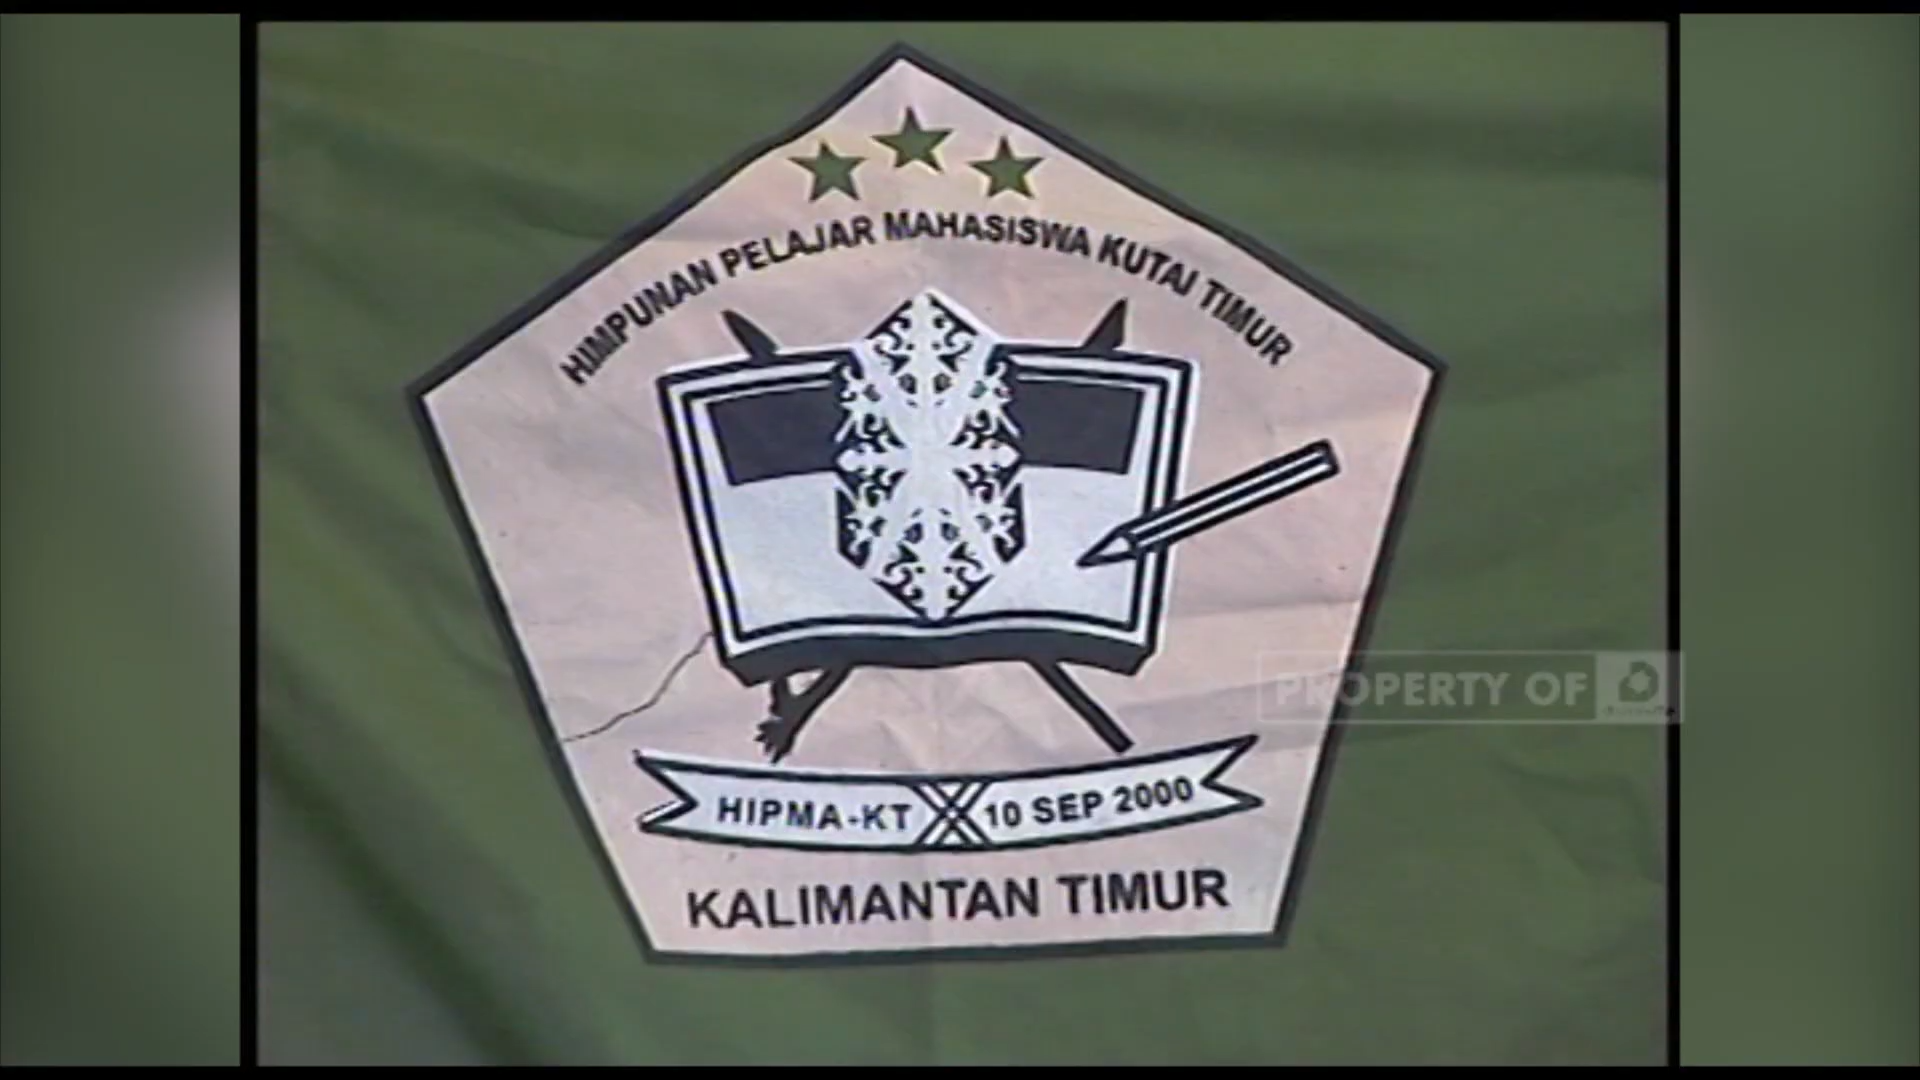 HIMPUNAN PELAJAR MAHASISWA KUTAI TIMUR
HIPMA-KT 10 SEP 2000
KALIMANTAN TIMUR
PROPERTY OF